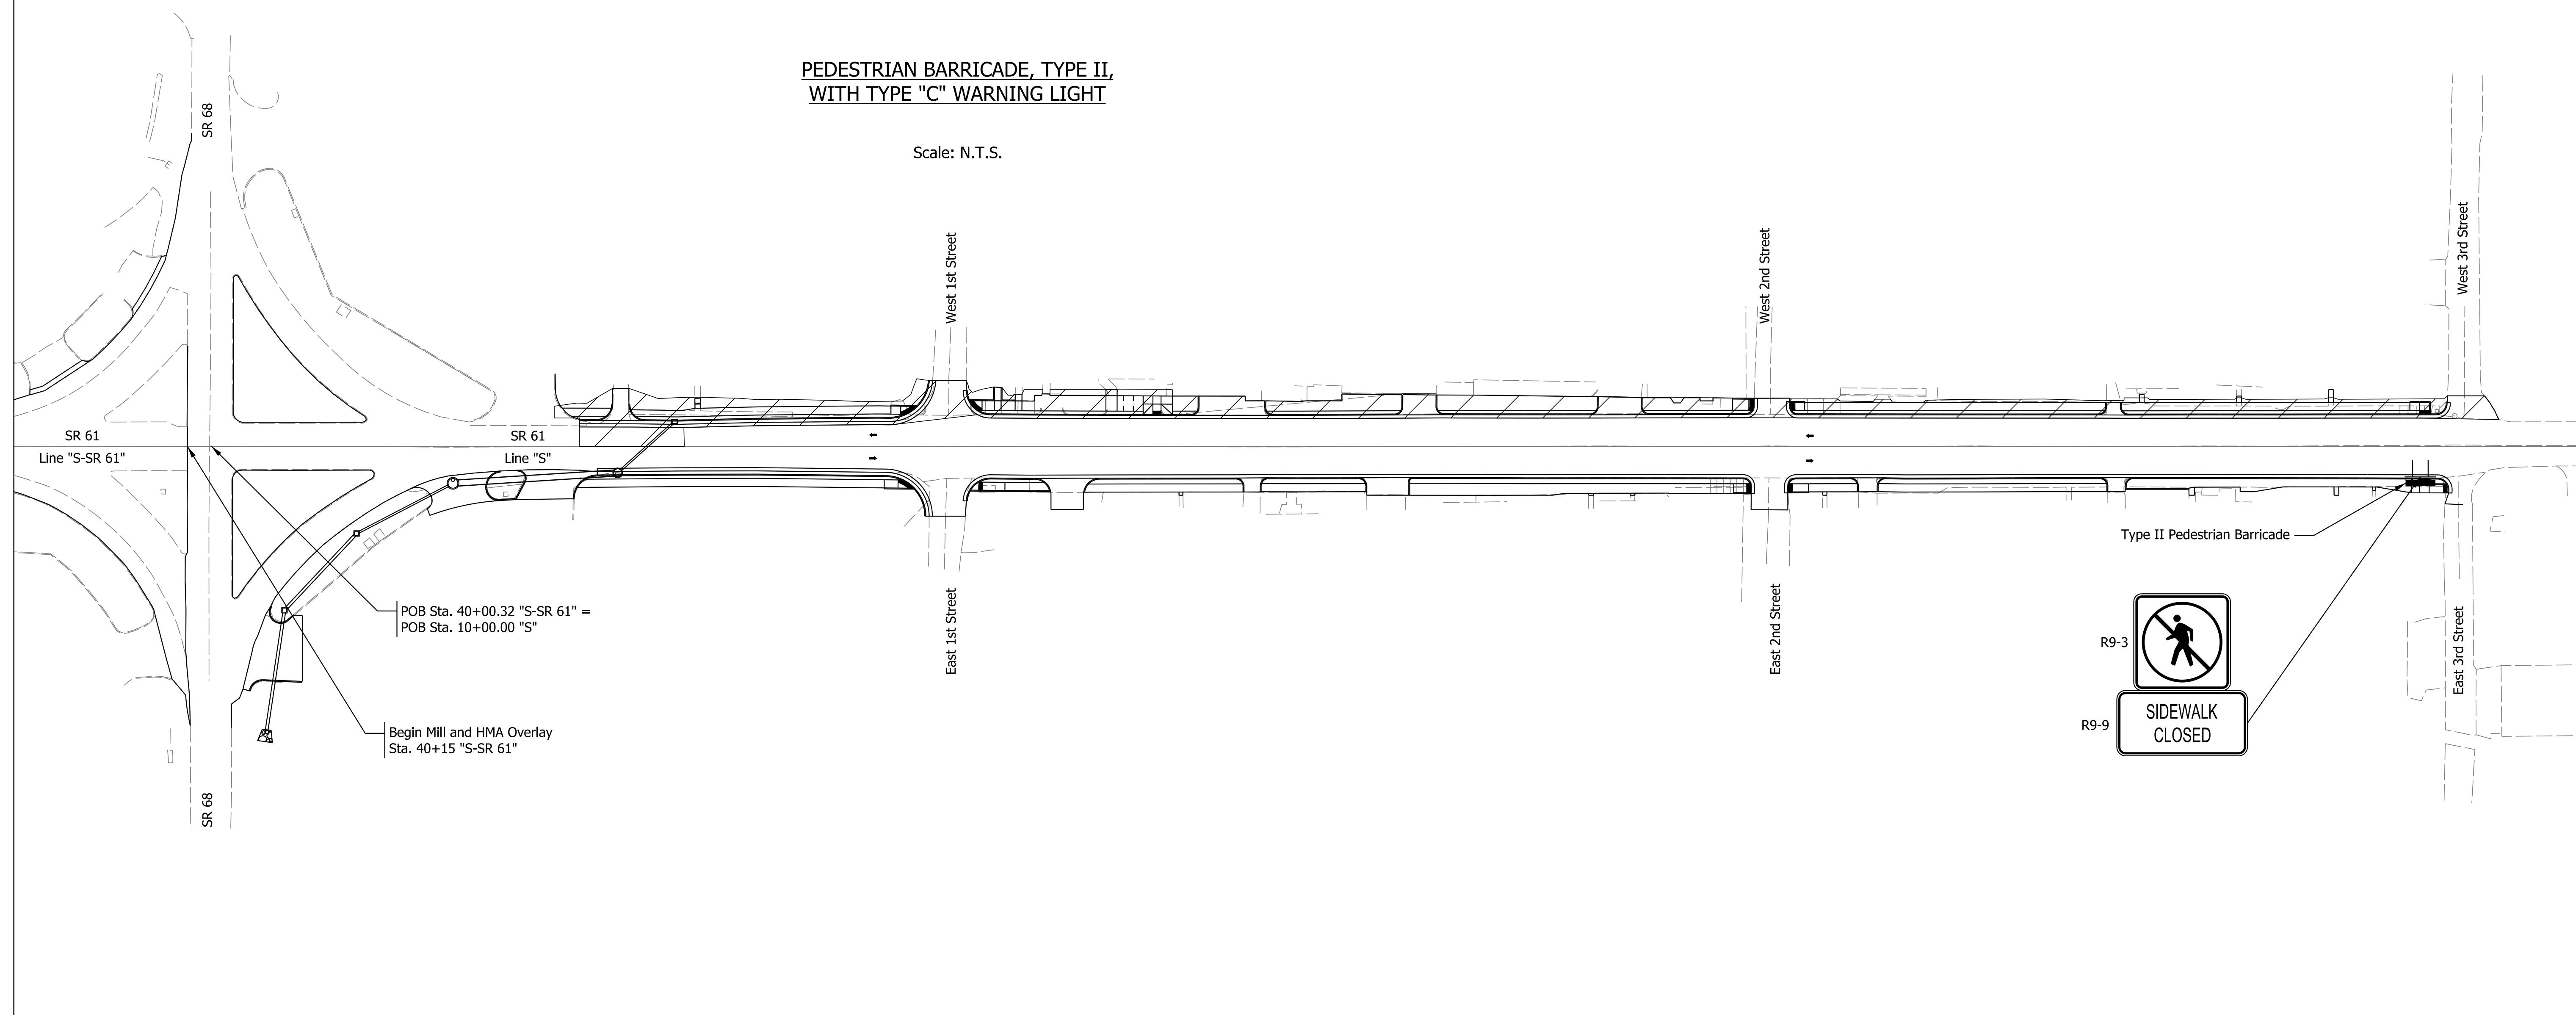 PEDESTRIAN BARRICADE, TYPE II,
WITH TYPE "C" WARNING LIGHT
Scale: N.T.S.
SR 68
West 1st Street
West 2nd Street
West 3rd Street
E
SR 61
Line "S-SR 61"
SR 61
Line "S"
Type II Pedestrian Barricade
POB Sta. 40+00.32 "S-SR 61" =
POB Sta. 10+00.00 "S"
East 1st Street
East 2nd Street
East 3rd Street
R9-3
R9-9
SIDEWALK
CLOSED
Begin Mill and HMA Overlay
Sta. 40+15 "S-SR 61"
SR 68